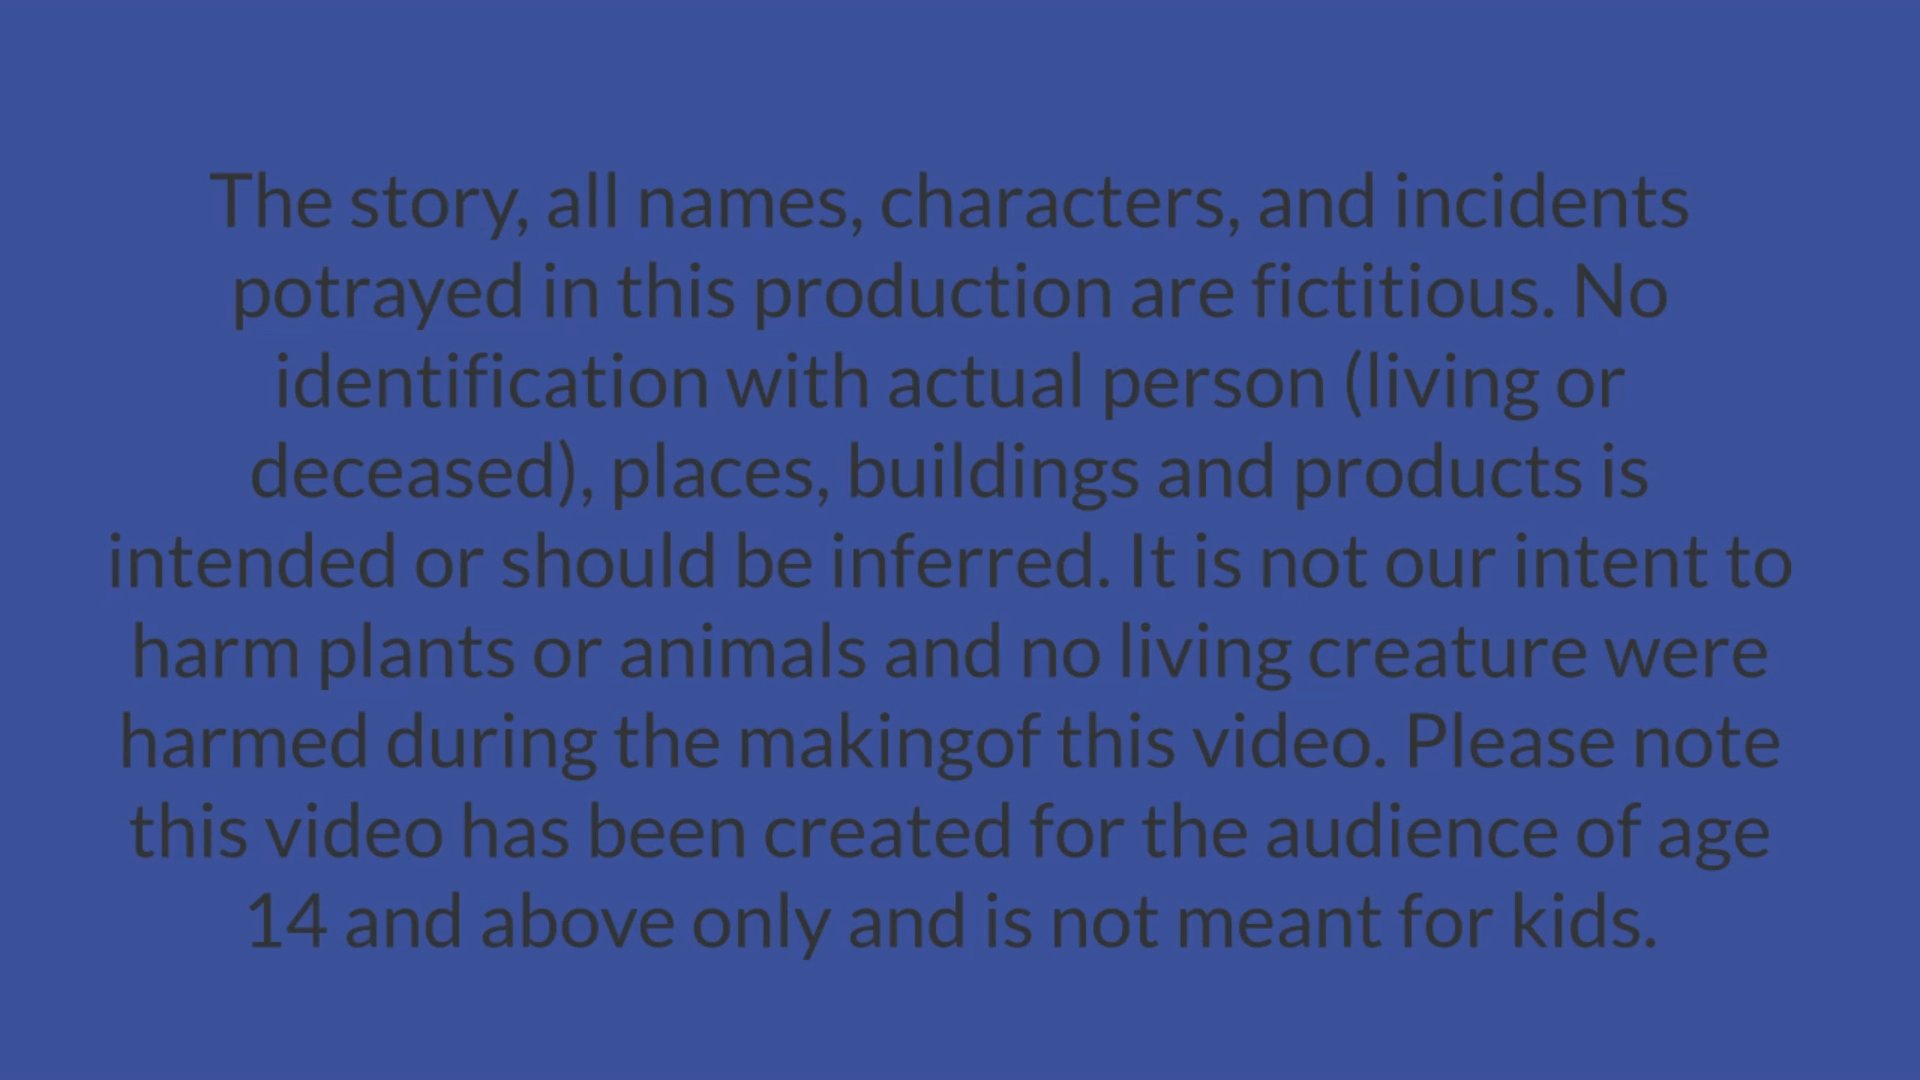 The story, all names, characters, and incidents
potrayed in this production are fictitious. No
identification with actual person (living or
deceased), places, buildings and products is
intended or should be inferred. It is not our intent to
harm plants or animals and no living creature were
harmed during the makingof this video. Please note
this video has been created for the audience of age
14 and above only and is not meant for kids.